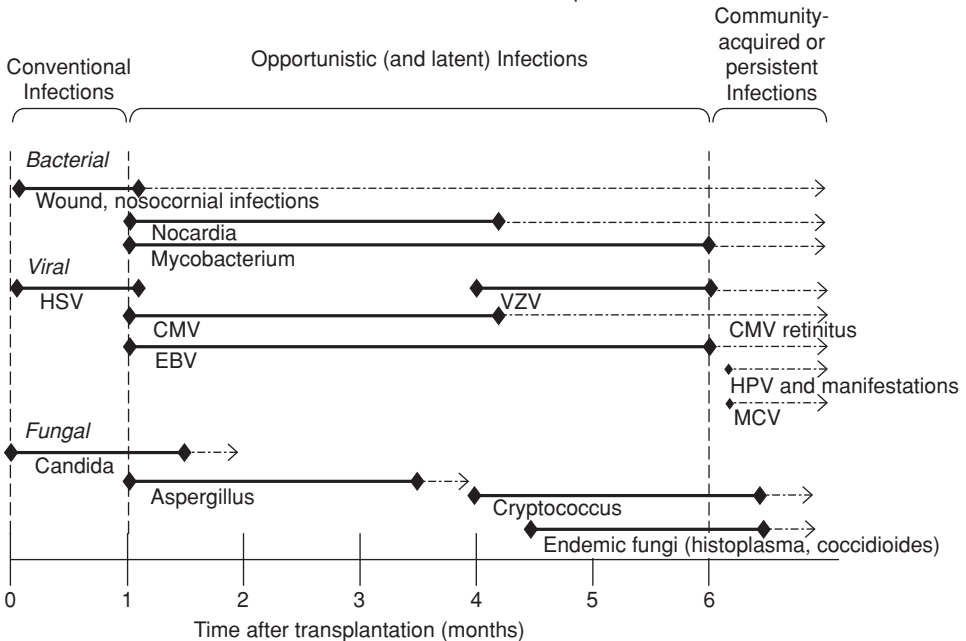 Conventional
Infections
Opportunistic (and latent) Infections
Community-
acquired or
persistent
Infections
Bacterial
Wound, nosocornial infections
Nocardia
Mycobacterium
Viral
HSV
VZV
CMV
CMV retinitus
EBV
HPV and manifestations
MCV
Fungal
Candida
Aspergillus
Cryptococcus
Endemic fungi (histoplasma, coccidioides)
0 1 2 3 4 5 6
Time after transplantation (months)